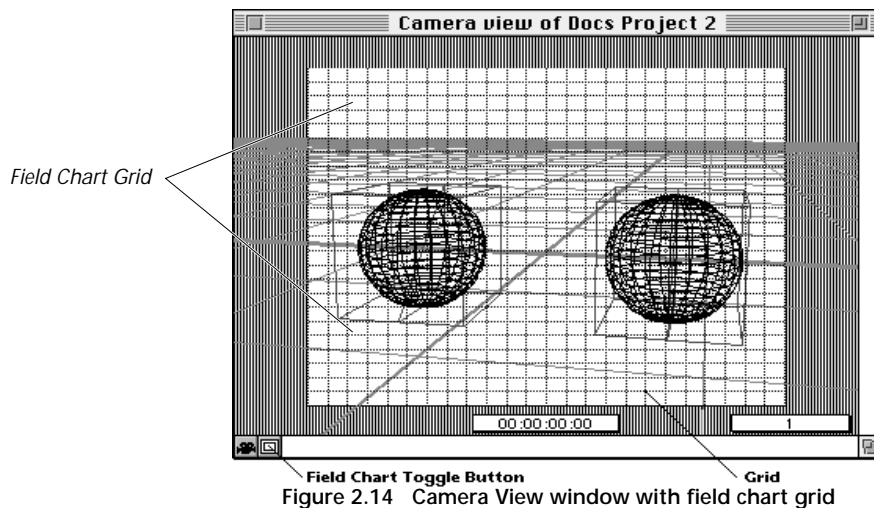 Camera view of Docs Project 2
Field Chart Grid
00:00:00:00
1
Field Chart Toggle Button
Grid
Figure 2.14 Camera View window with field chart grid